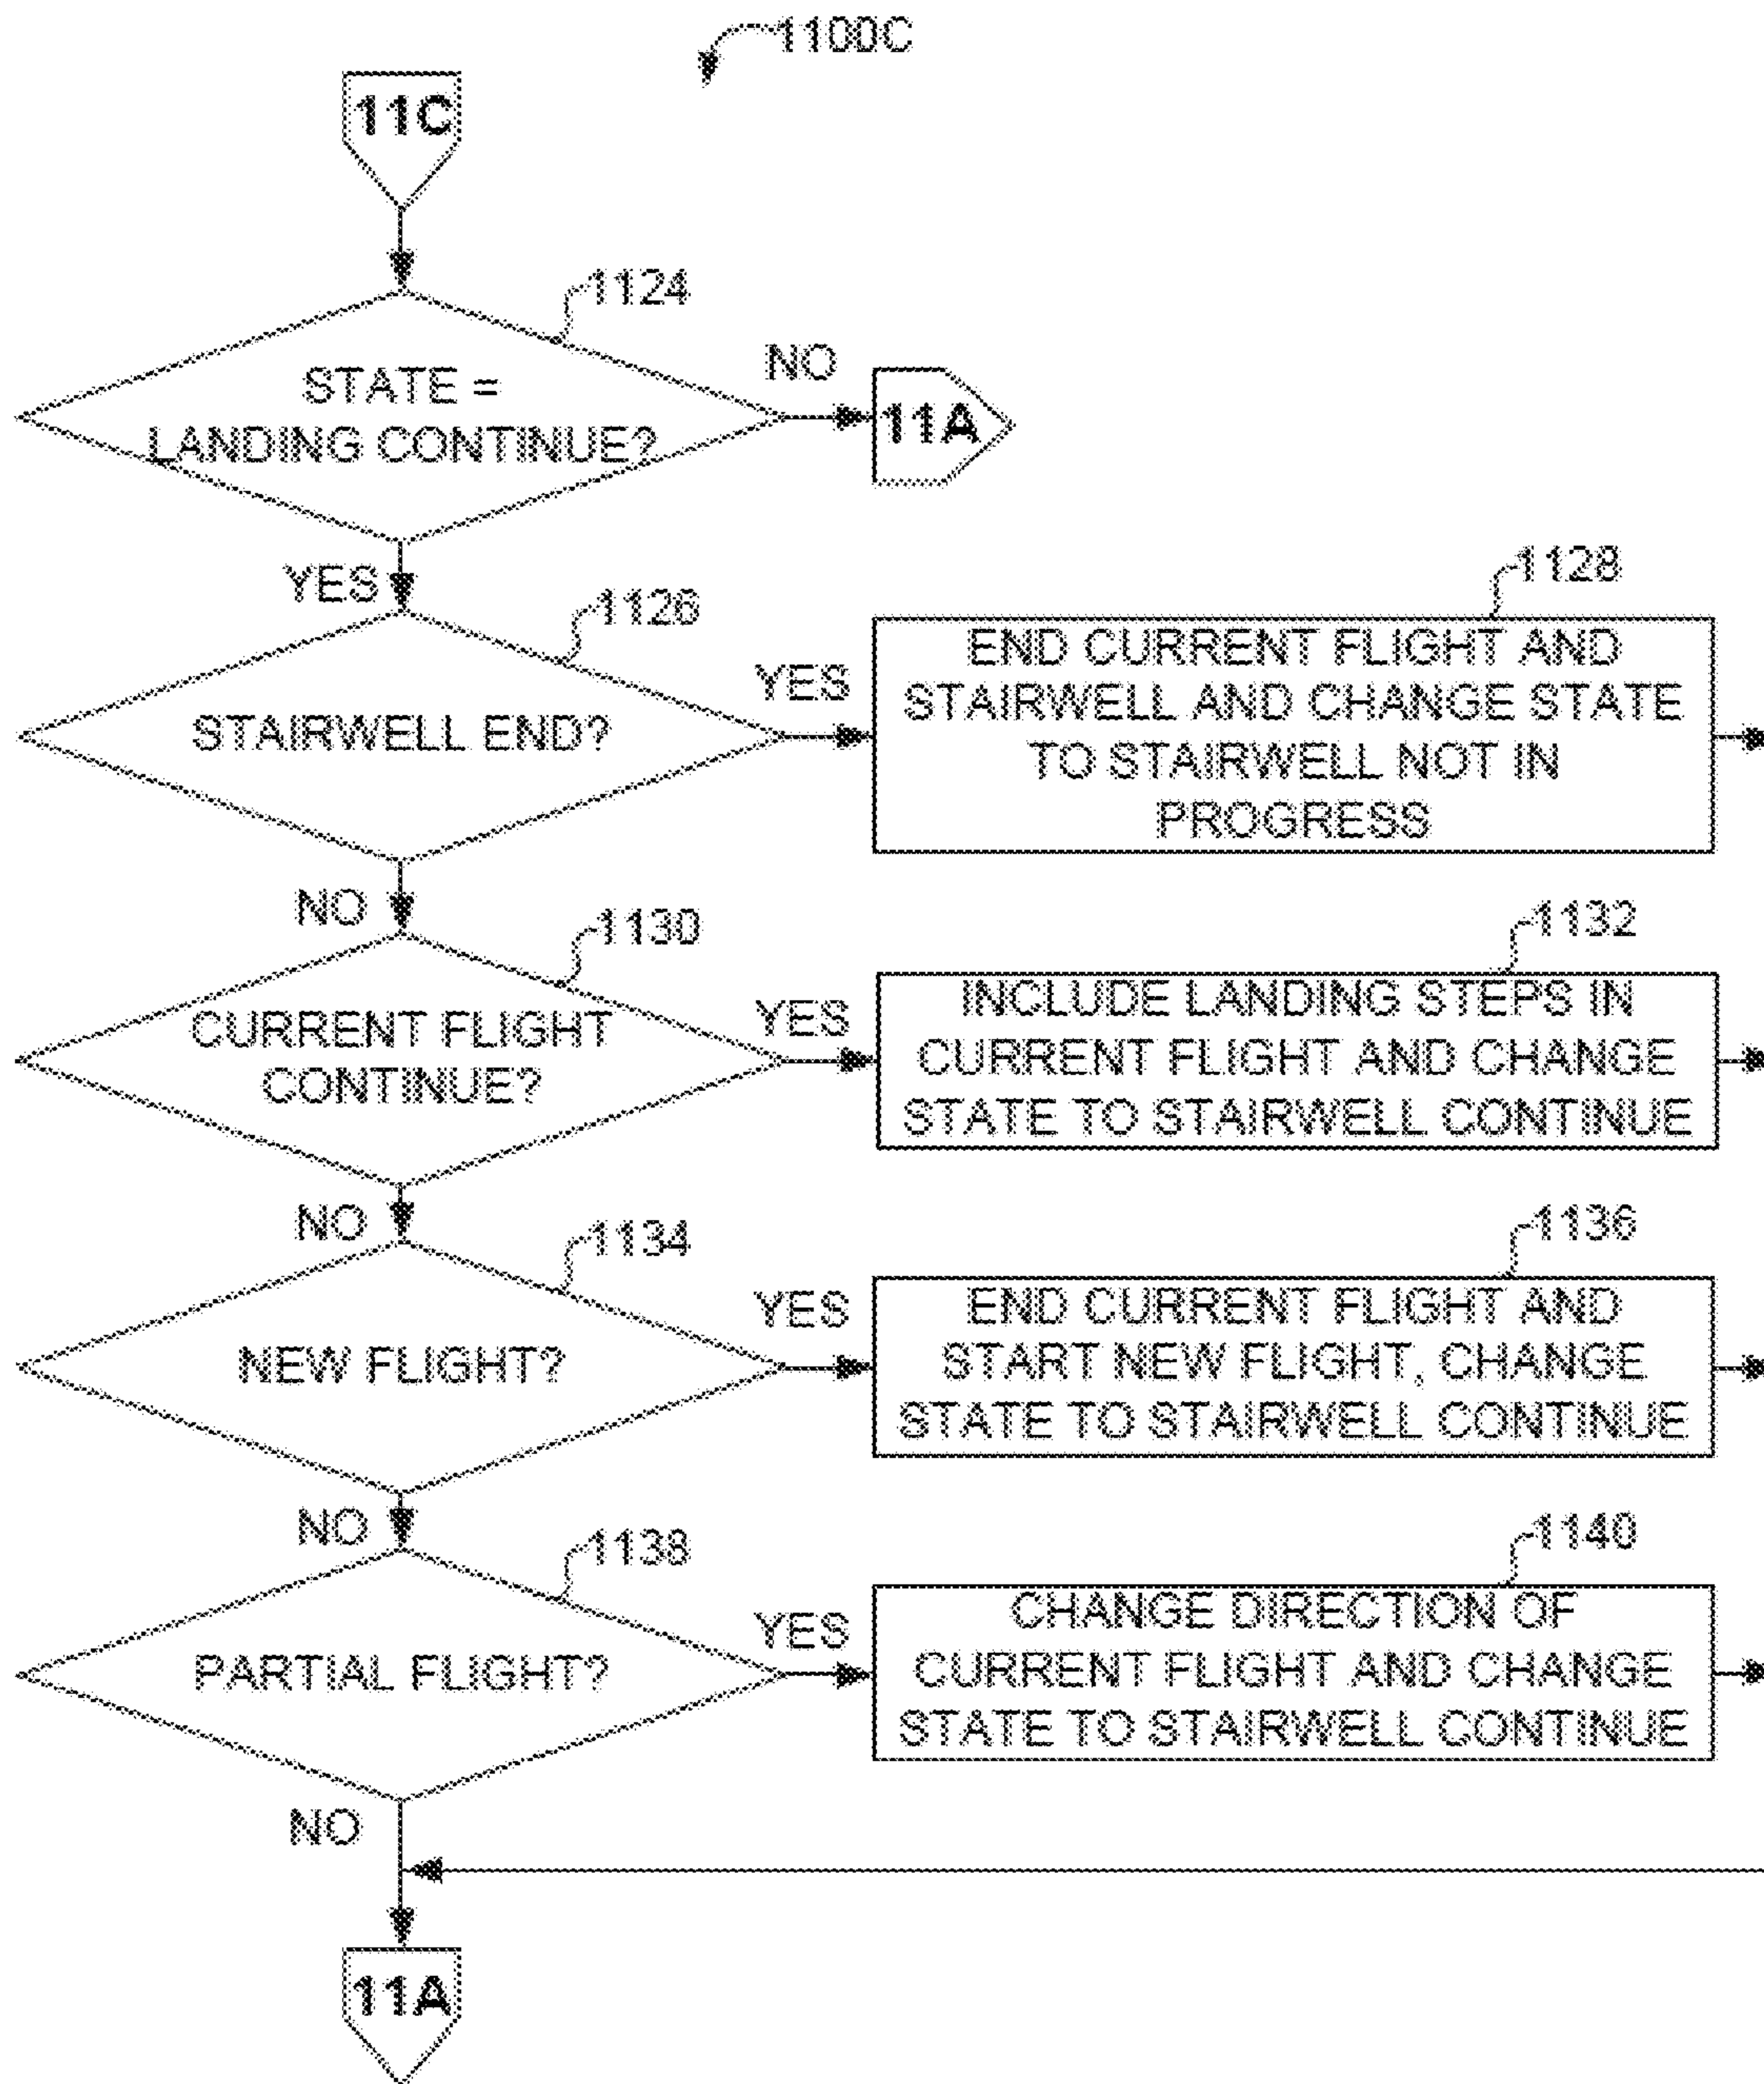 1100C
11C
1124
STATE =
LANDING CONTINUE?
NO
11A
YES
1126
STAIRWELL END?
YES
1128
END CURRENT FLIGHT AND
STAIRWELL AND CHANGE STATE
TO STAIRWELL NOT IN
PROGRESS
NO
1130
CURRENT FLIGHT
CONTINUE?
YES
1132
INCLUDE LANDING STEPS IN
CURRENT FLIGHT AND CHANGE
STATE TO STAIRWELL CONTINUE
NO
1134
NEW FLIGHT?
YES
1136
END CURRENT FLIGHT AND
START NEW FLIGHT, CHANGE
STATE TO STAIRWELL CONTINUE
NO
1138
PARTIAL FLIGHT?
YES
1140
CHANGE DIRECTION OF
CURRENT FLIGHT AND CHANGE
STATE TO STAIRWELL CONTINUE
NO
11A